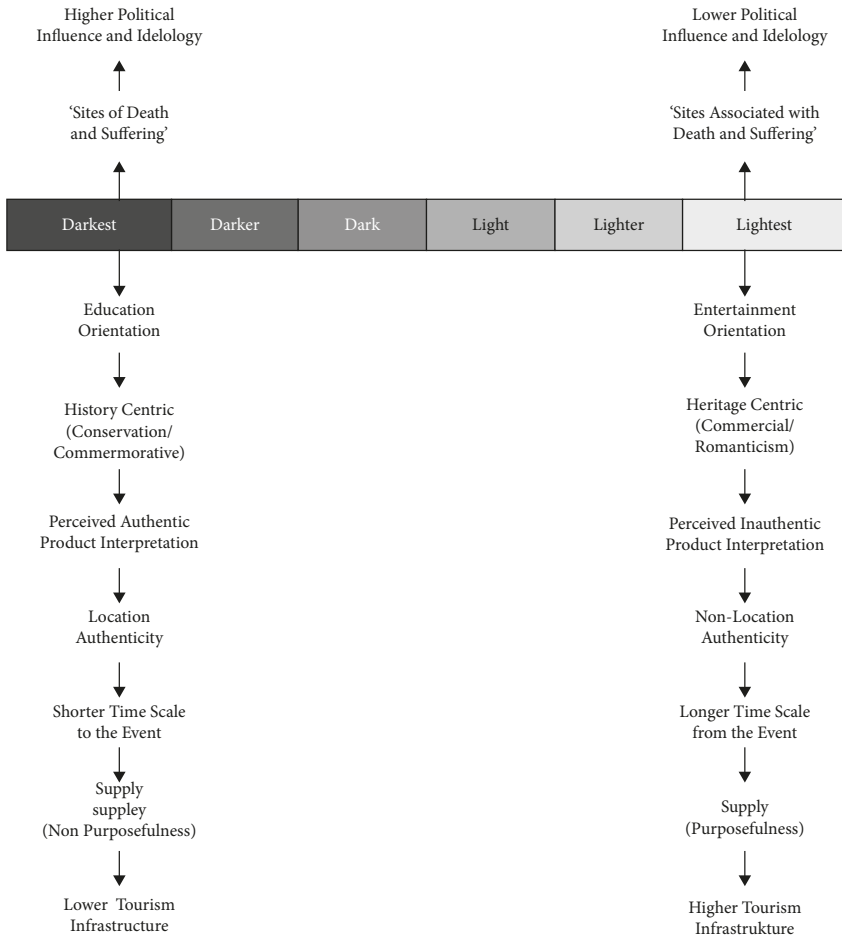 Higher Political
Influence and Idelology
Lower Political
Influence and Idelology
‘Sites of Death
and Suffering’
‘Sites Associated with
Death and Suffering’
Darkest
Darker
Dark
Light
Lighter
Lightest
Education
Orientation
History Centric
(Conservation/
Commermorative)
Perceived Authentic
Product Interpretation
Location
Authenticity
Shorter Time Scale
to the Event
Supply
suppley
(Non Purposefulness)
Lower Tourism
Infrastructure
Entertainment
Orientation
Heritage Centric
(Commercial/
Romanticism)
Perceived Inauthentic
Product Interpretation
Non-Location
Authenticity
Longer Time Scale
from the Event
Supply
(Purposefulness)
Higher Tourism
Infrastrukture